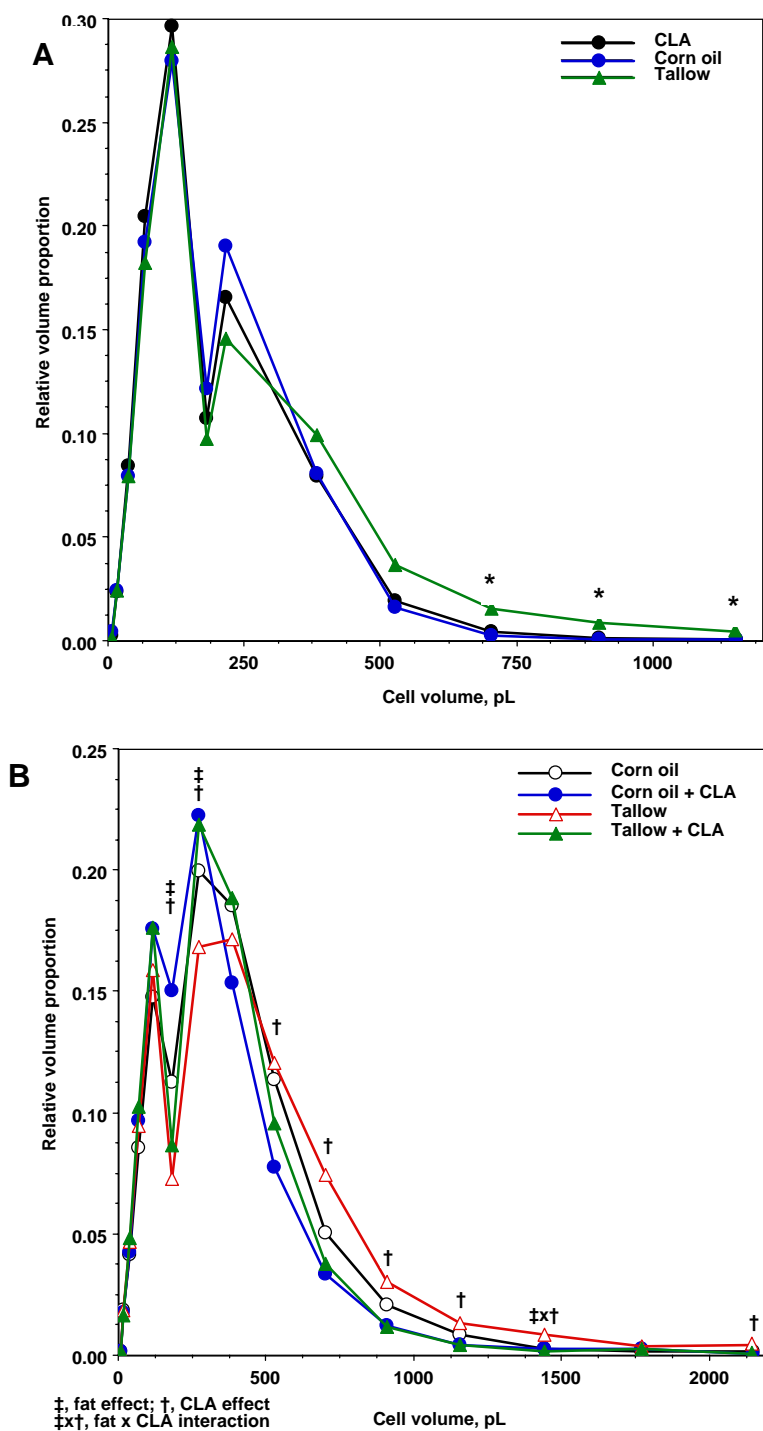 A
CLA
Corn oil
Tallow
0.30
0.25
0.20
0.15
0.10
0.05
0.00
Relative volume proportion
*
*
*
0
250
500
750
1000
Cell volume, pL
B
Corn oil
Corn oil + CLA
Tallow
Tallow + CLA
0.25
0.20
0.15
0.10
0.05
0.00
Relative volume proportion
‡
†
‡
†
†
†
†
†
‡x†
†
0
500
1000
1500
2000
‡, fat effect; †, CLA effect
‡x†, fat x CLA interaction
Cell volume, pL